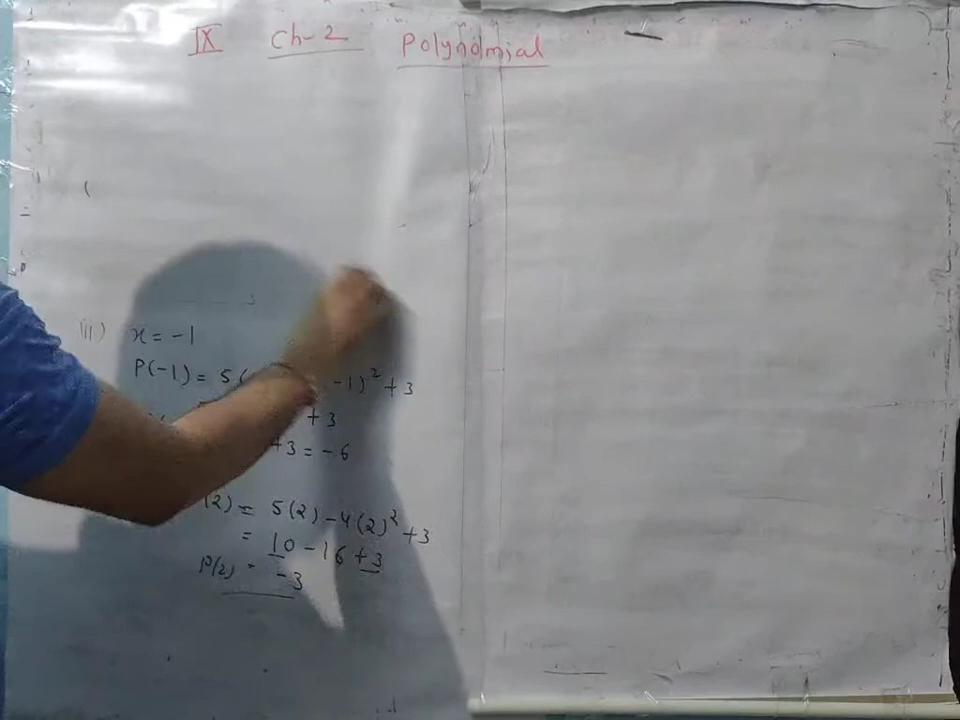 IX Ch-2 Polynomial
(ii) x = -1
P(-1) = 5( -1)² + 3
+ 3
+3 = -6
(2) = 5(2) - 4(2)² + 3
= 10 - 16 + 3
P(2) = -3